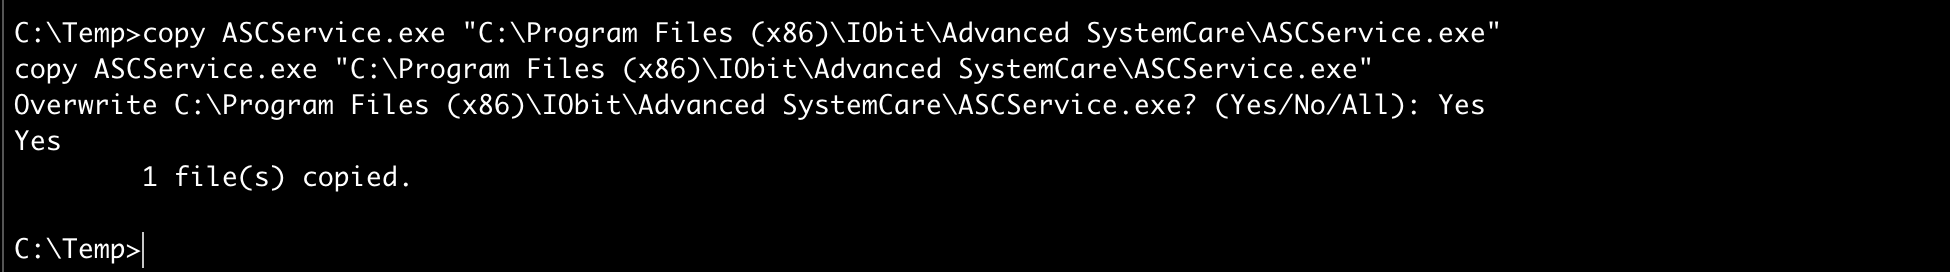 C:\Temp>copy ASCService.exe "C:\Program Files (x86)\IObit\Advanced SystemCare\ASCService.exe"
copy ASCService.exe "C:\Program Files (x86)\IObit\Advanced SystemCare\ASCService.exe"
Overwrite C:\Program Files (x86)\IObit\Advanced SystemCare\ASCService.exe? (Yes/No/All): Yes
Yes
        1 file(s) copied.
C:\Temp>